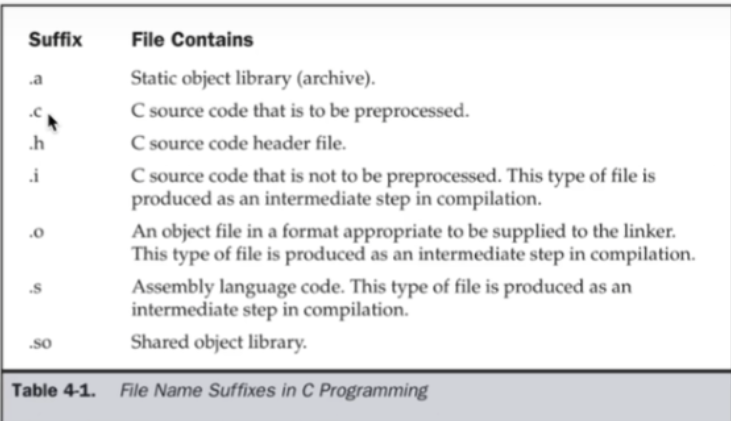 Suffix File Contains
.a Static object library (archive).
.c C source code that is to be preprocessed.
.h C source code header file.
.i C source code that is not to be preprocessed. This type of file is
produced as an intermediate step in compilation.
.o An object file in a format appropriate to be supplied to the linker.
This type of file is produced as an intermediate step in compilation.
.s Assembly language code. This type of file is produced as an
intermediate step in compilation.
.so Shared object library.
Table 4-1. File Name Suffixes in C Programming